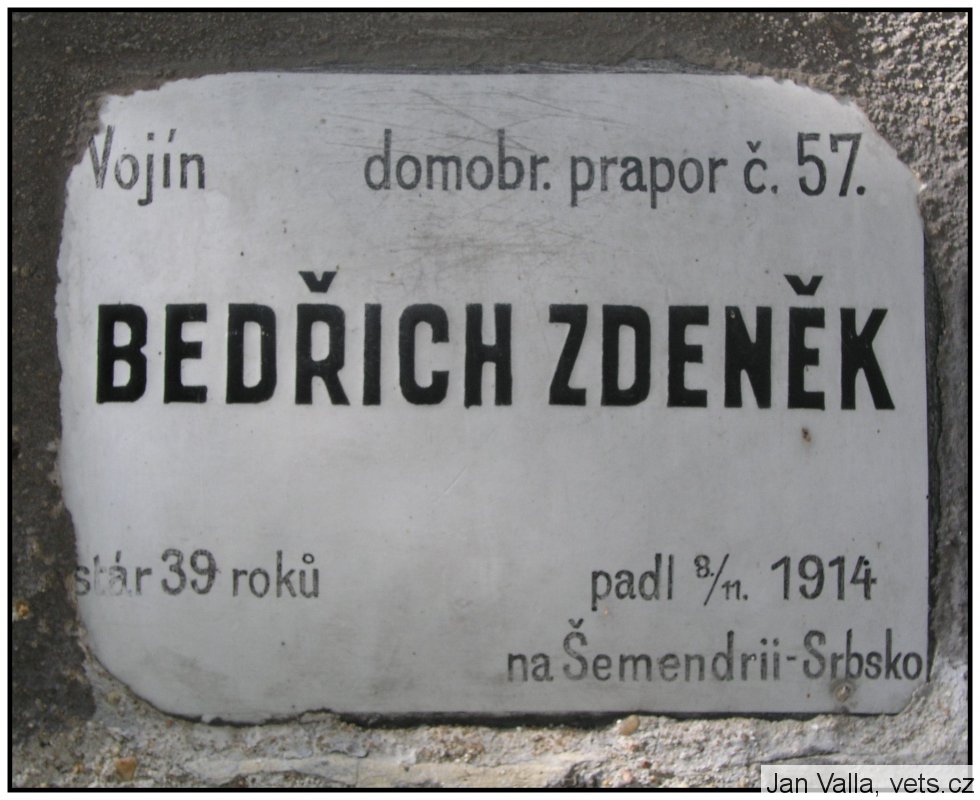 Vojín domobr. prapor č. 57.
BEDŘICH ZDENĚK
stár 39 roků padl 8./11. 1914
na Šemendrii-Srbsko
Jan Valla, vets.cz